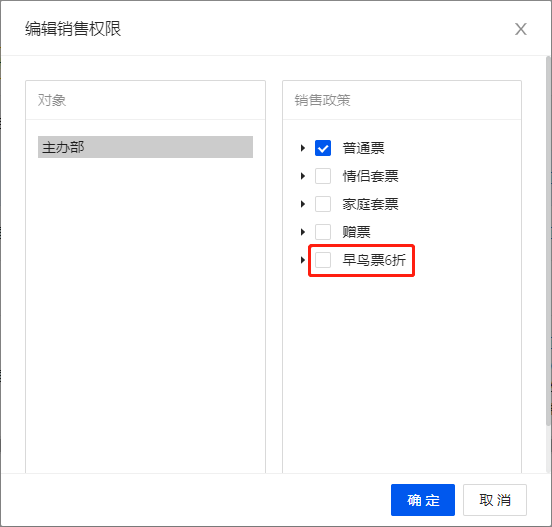 编辑销售权限
对象
主办部
销售政策
普通票
情侣套票
家庭套票
赠票
早鸟票6折
确 定
取 消